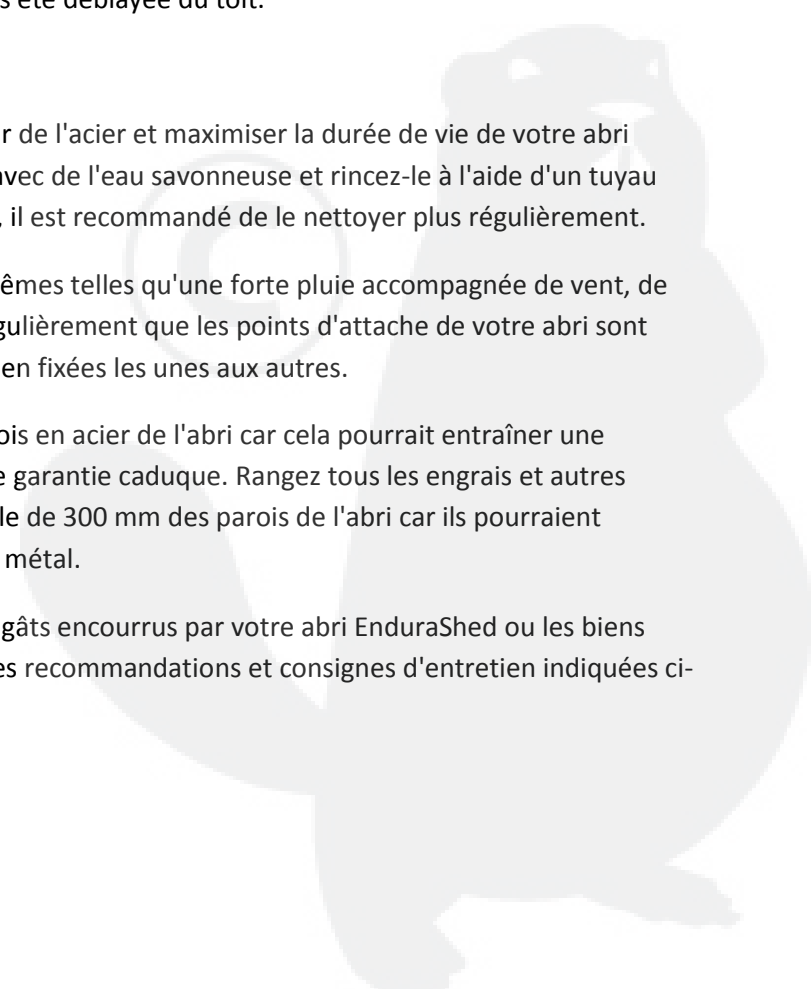 s été déblayée du toit.
r de l'acier et maximiser la durée de vie de votre abri
avec de l'eau savonneuse et rincez-le à l'aide d'un tuyau
, il est recommandé de le nettoyer plus régulièrement.
êmes telles qu'une forte pluie accompagnée de vent, de
gulièrement que les points d'attache de votre abri sont
en fixées les unes aux autres.
ois en acier de l'abri car cela pourrait entraîner une
e garantie caduque. Rangez tous les engrais et autres
le de 300 mm des parois de l'abri car ils pourraient
métal.
gâts encourrus par votre abri EnduraShed ou les biens
es recommandations et consignes d'entretien indiquées ci-
©